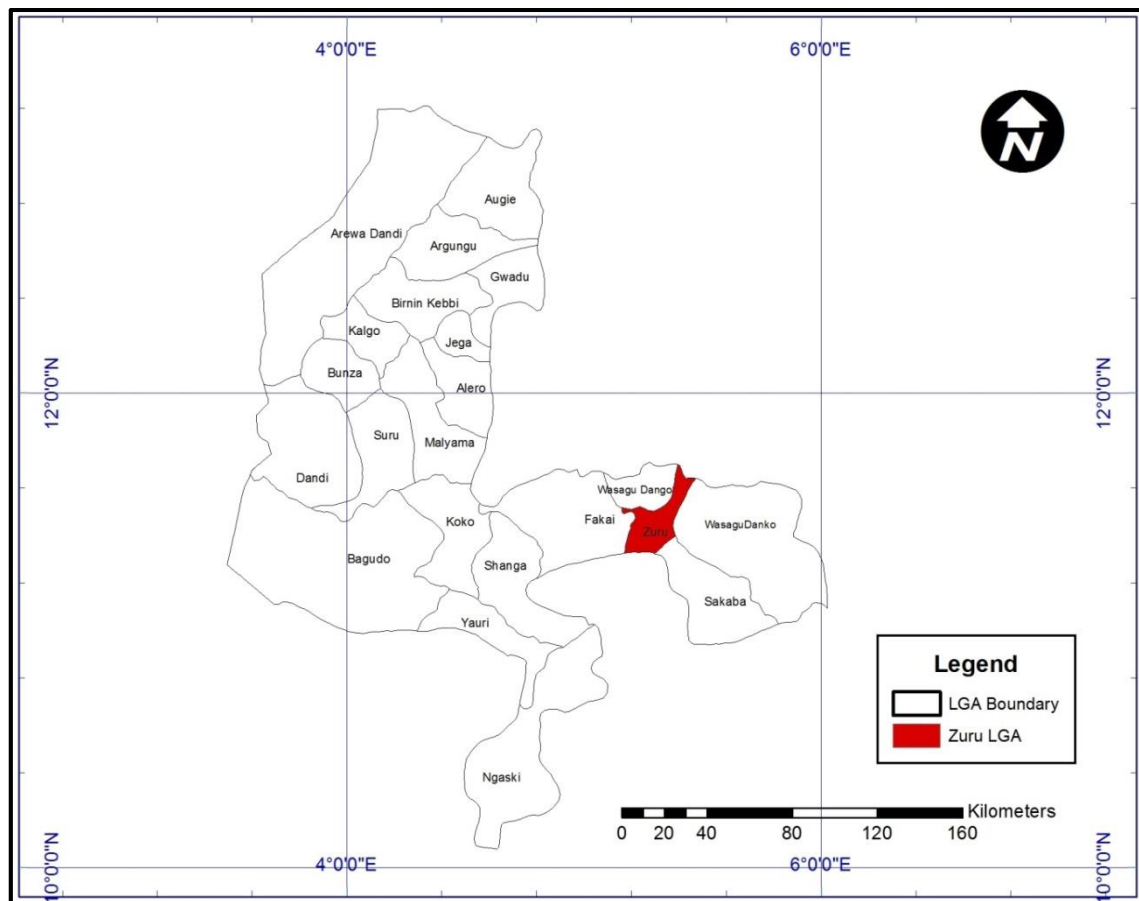 4°0'0"E
6°0'0"E
N
Augie
Arewa Dandi
Argungu
Gwadu
Birnin Kebbi
Kalgo
Jega
Bunza
Alero
12°0'0"N
12°0'0"N
Suru
Malyama
Dandi
Wasagu Dango
Koko
Fakai
WasaguDanko
Zuru
Bagudo
Shanga
Sakaba
Yauri
Legend
LGA Boundary
Zuru LGA
Ngaski
Kilometers
0 20 40 80 120 160
4°0'0"E
6°0'0"E
10°0'0"N
10°0'0"N